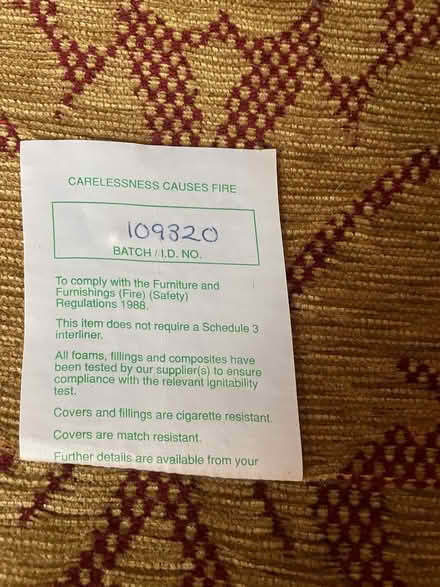 CARELESSNESS CAUSES FIRE
109320
BATCH / I.D. NO.
To comply with the Furniture and
Furnishings (Fire) (Safety)
Regulations 1988.
This item does not require a Schedule 3
interliner.
All foams, fillings and composites have
been tested by our supplier(s) to ensure
compliance with the relevant ignitability
test.
Covers and fillings are cigarette resistant.
Covers are match resistant.
Further details are available from your